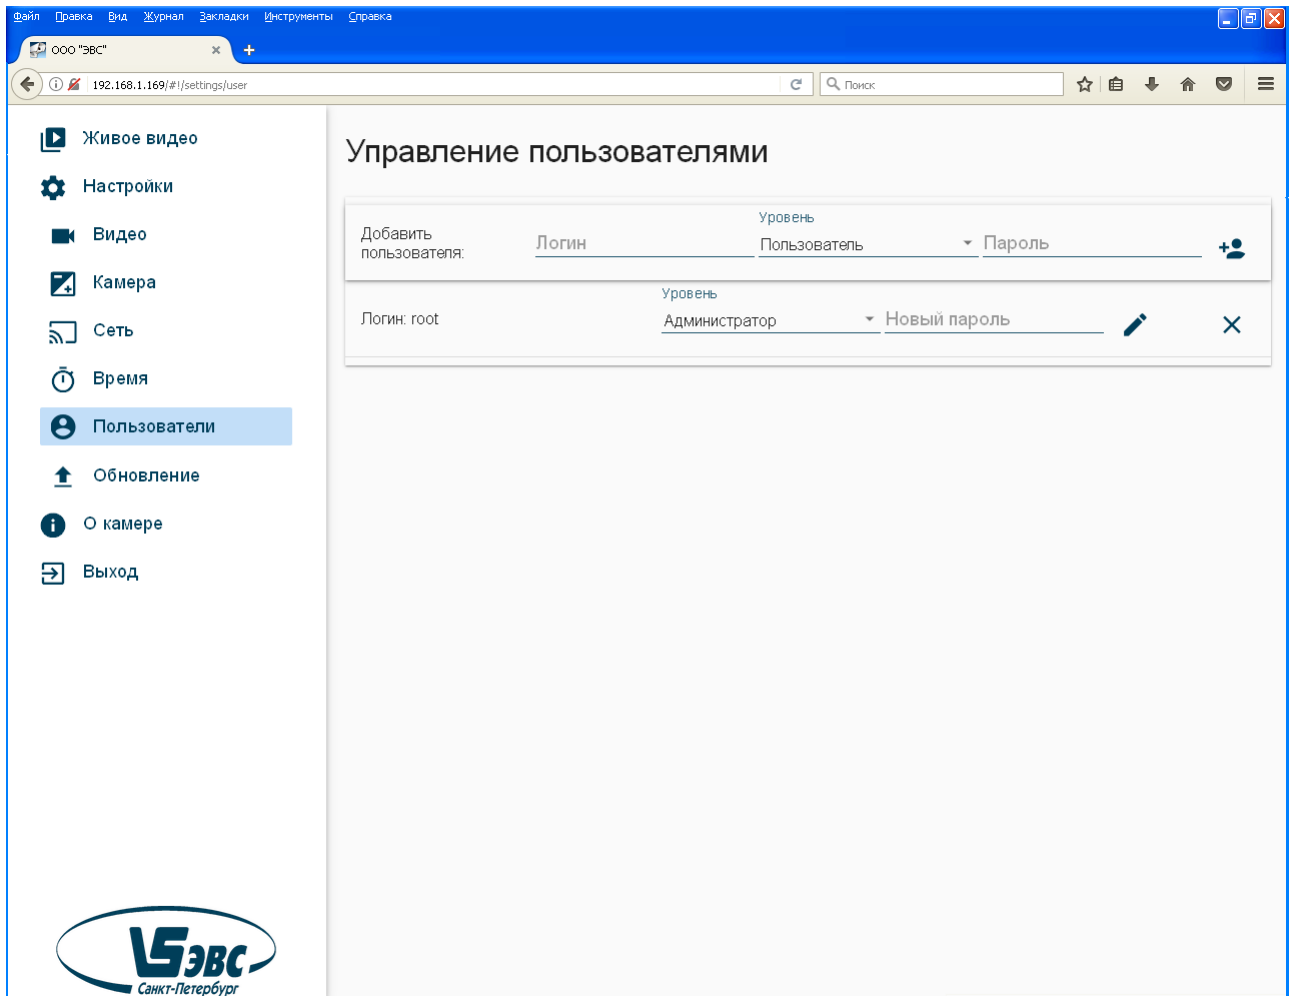 Файл Правка Вид Журнал Закладки Инструменты Справка
ООО "ЭВС"
192.168.1.169/#!/settings/user
Поиск
Живое видео
Настройки
Видео
Камера
Сеть
Время
Пользователи
Обновление
О камере
Выход
Управление пользователями
Добавить
пользователя:
Логин
Уровень
Пользователь
Пароль
Логин: root
Уровень
Администратор
Новый пароль
ЭВС
Санкт-Петербург